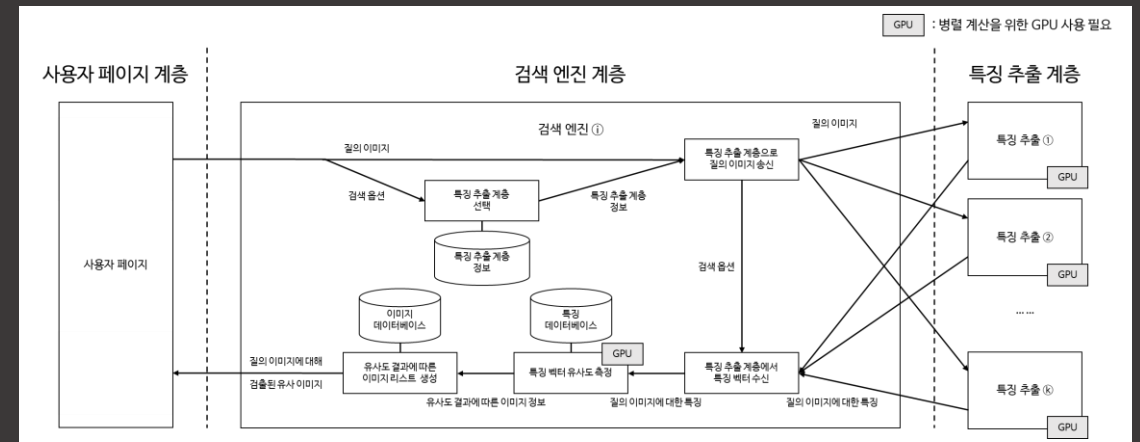 GPU : 병렬 계산을 위한 GPU 사용 필요
사용자 페이지 계층
검색 엔진 계층
특징 추출 계층
검색 엔진 ⓘ
질의 이미지
질의 이미지
특징 추출 계층으로
질의 이미지 송신
특징 추출 ①
GPU
검색 옵션
특징 추출 계층
선택
특징 추출 계층
정보
특징 추출 계층
정보
특징 추출 ②
GPU
사용자 페이지
검색 옵션
이미지
데이터베이스
특징
데이터베이스
... ...
질의 이미지에 대해
검출된 유사 이미지
유사도 결과에 따른
이미지 리스트 생성
유사도 결과에 따른 이미지 정보
특징 벡터 유사도 측정
GPU
질의 이미지에 대한 특징
특징 추출 계층에서
특징 벡터 수신
질의 이미지에 대한 특징
특징 추출 ⓚ
GPU